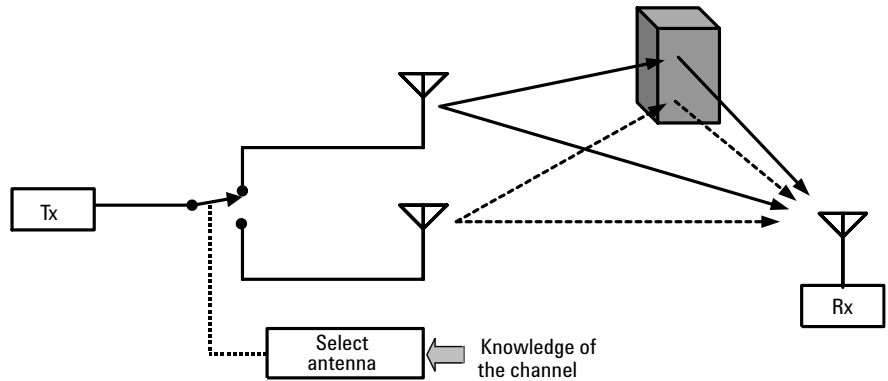 Tx
Rx
Select
antenna
Knowledge of
the channel